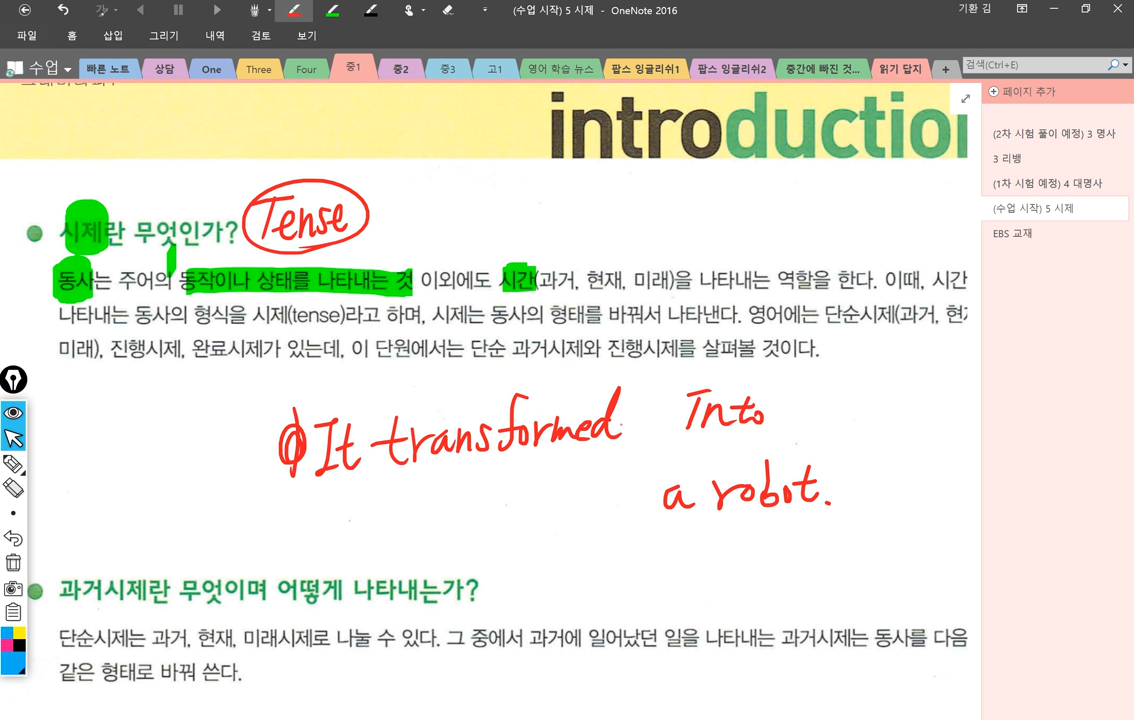 (수업 시작) 5 시제 - OneNote 2016
기환 김
파일 홈 삽입 그리기 내역 검토 보기
수업 빠른 노트 상담 One Three Four 중1 중2 중3 고1 영어 학습 뉴스 팝스 잉글리쉬1 팝스 잉글리쉬2 중간에 빠진 것... 읽기 답지 + 검색(Ctrl+E)
페이지 추가
(2차 시험 풀이 예정) 3 명사
3 리뱅
(1차 시험 예정) 4 대명사
(수업 시작) 5 시제
EBS 교재
introduction
시제란 무엇인가? Tense
동사는 주어의 동작이나 상태를 나타내는 것 이외에도 시간(과거, 현재, 미래)을 나타내는 역할을 한다. 이때, 시간
나타내는 동사의 형식을 시제(tense)라고 하며, 시제는 동사의 형태를 바꿔서 나타낸다. 영어에는 단순시제(과거, 현재
미래), 진행시제, 완료시제가 있는데, 이 단원에서는 단순 과거시제와 진행시제를 살펴볼 것이다.
It transformed Into
a robot.
과거시제란 무엇이며 어떻게 나타내는가?
단순시제는 과거, 현재, 미래시제로 나눌 수 있다. 그 중에서 과거에 일어났던 일을 나타내는 과거시제는 동사를 다음
같은 형태로 바꿔 쓴다.